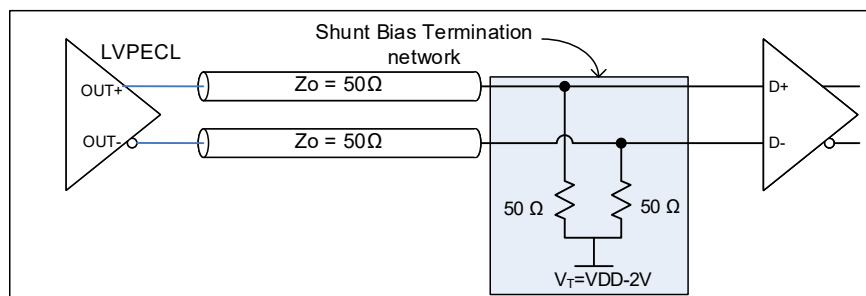 Shunt Bias Termination
network
LVPECL
OUT+
Zo = 50Ω
D+
OUT-
Zo = 50Ω
D-
50 Ω
50 Ω
V_T=VDD-2V